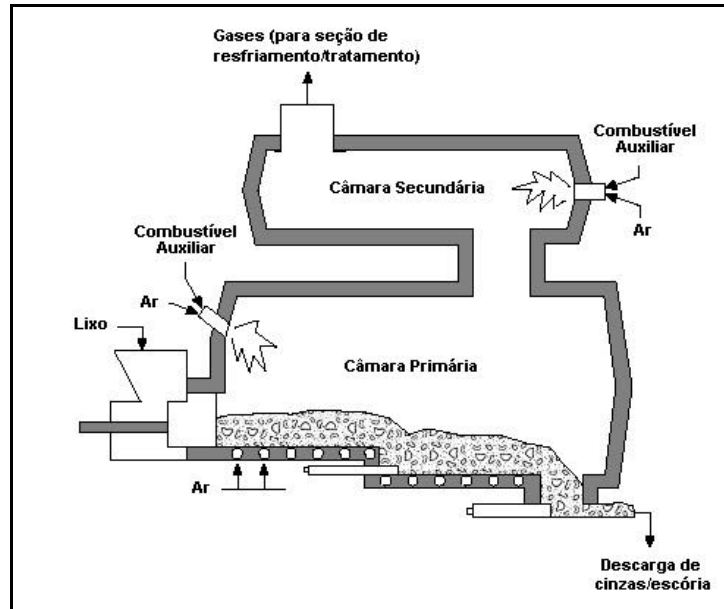 Gases (para seção de
resfriamento/tratamento)
Combustível
Auxiliar
Câmara Secundária
Ar
Combustível
Auxiliar
Ar
Lixo
Câmara Primária
Ar
Descarga de
cinzas/escória